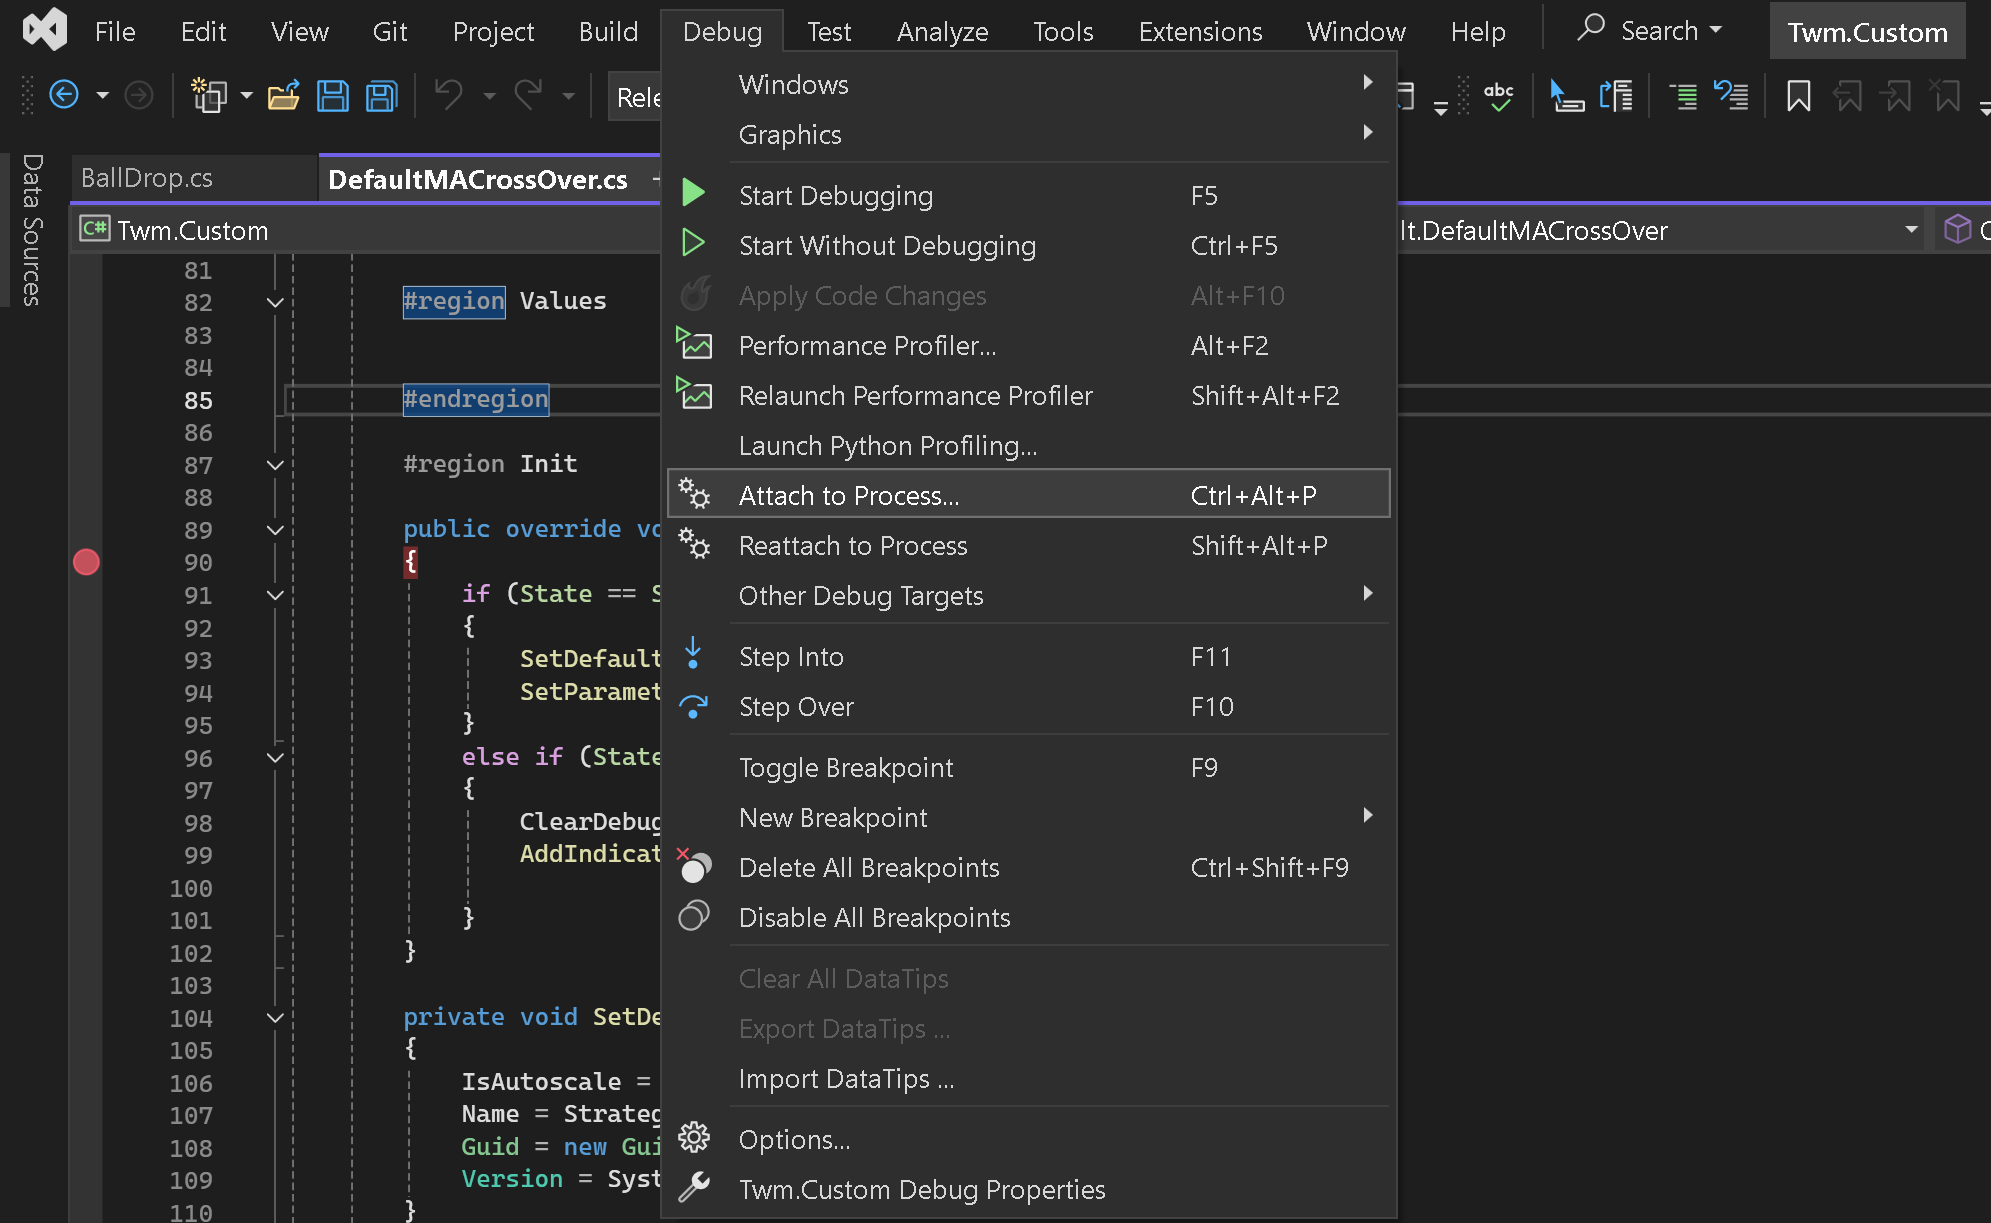 File Edit View Git Project Build Debug Test Analyze Tools Extensions Window Help Search Twm.Custom
Rele
abc
Data Sources
BallDrop.cs DefaultMACrossOver.cs
C# Twm.Custom
lt.DefaultMACrossOver
81
82 #region Values
83
84
85 #endregion
86
87 #region Init
88
89 public override vo
90 {
91 if (State == S
92 {
93 SetDefault
94 SetParamet
95 }
96 else if (State
97 {
98 ClearDebug
99 AddIndicat
100
101 }
102 }
103
104 private void SetDe
105 {
106 IsAutoscale =
107 Name = Strateg
108 Guid = new Gui
109 Version = Syst
110 }
Windows
Graphics
Start Debugging F5
Start Without Debugging Ctrl+F5
Apply Code Changes Alt+F10
Performance Profiler... Alt+F2
Relaunch Performance Profiler Shift+Alt+F2
Launch Python Profiling...
Attach to Process... Ctrl+Alt+P
Reattach to Process Shift+Alt+P
Other Debug Targets
Step Into F11
Step Over F10
Toggle Breakpoint F9
New Breakpoint
Delete All Breakpoints Ctrl+Shift+F9
Disable All Breakpoints
Clear All DataTips
Export DataTips ...
Import DataTips ...
Options...
Twm.Custom Debug Properties